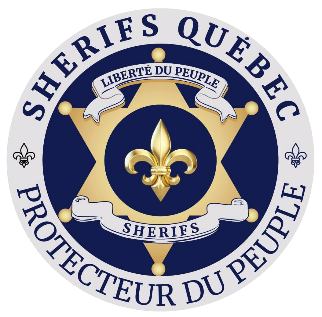 SHERIFS QUÉBEC
LIBERTÉ DU PEUPLE
SHERIFS
PROTECTEUR DU PEUPLE